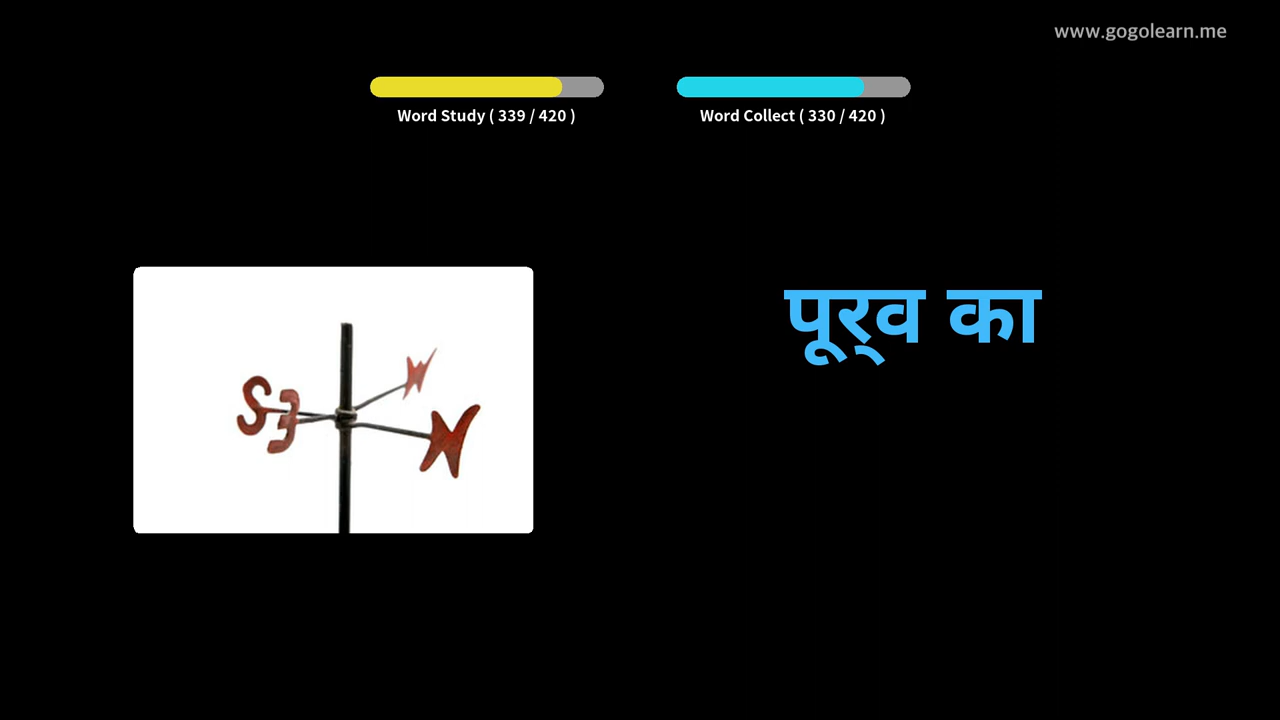 www.gogolearn.me
Word Study ( 339 / 420 )
Word Collect ( 330 / 420 )
पूर्‌व का
S E N N